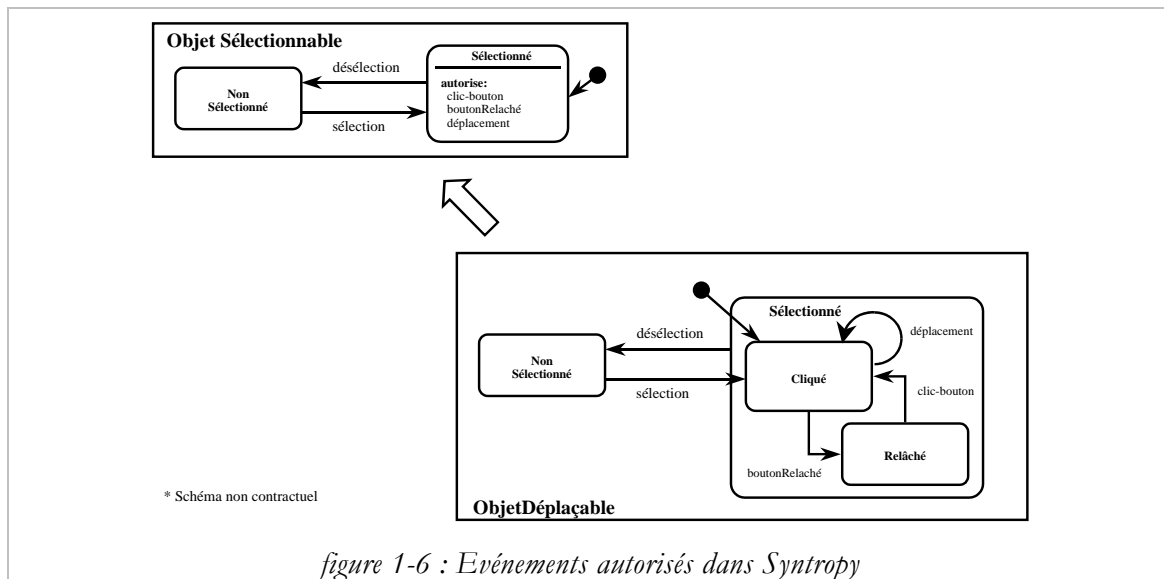 Objet Sélectionnable
Sélectionné
désélection
autorise:
Non
Sélectionné
clic-bouton
boutonRelaché
déplacement
sélection
Sélectionné
déplacement
désélection
Non
Sélectionné
Cliqué
sélection
clic-bouton
Relâché
boutonRelaché
* Schéma non contractuel
ObjetDéplaçable
figure 1-6 : Evénements autorisés dans Syntropy